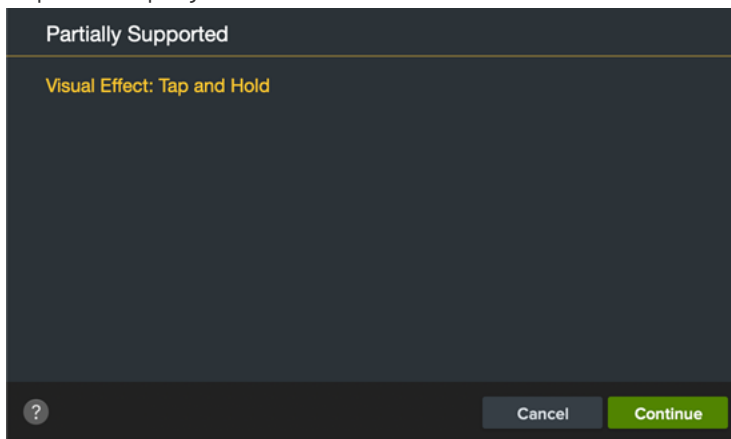 Partially Supported
Visual Effect: Tap and Hold
?
Cancel
Continue